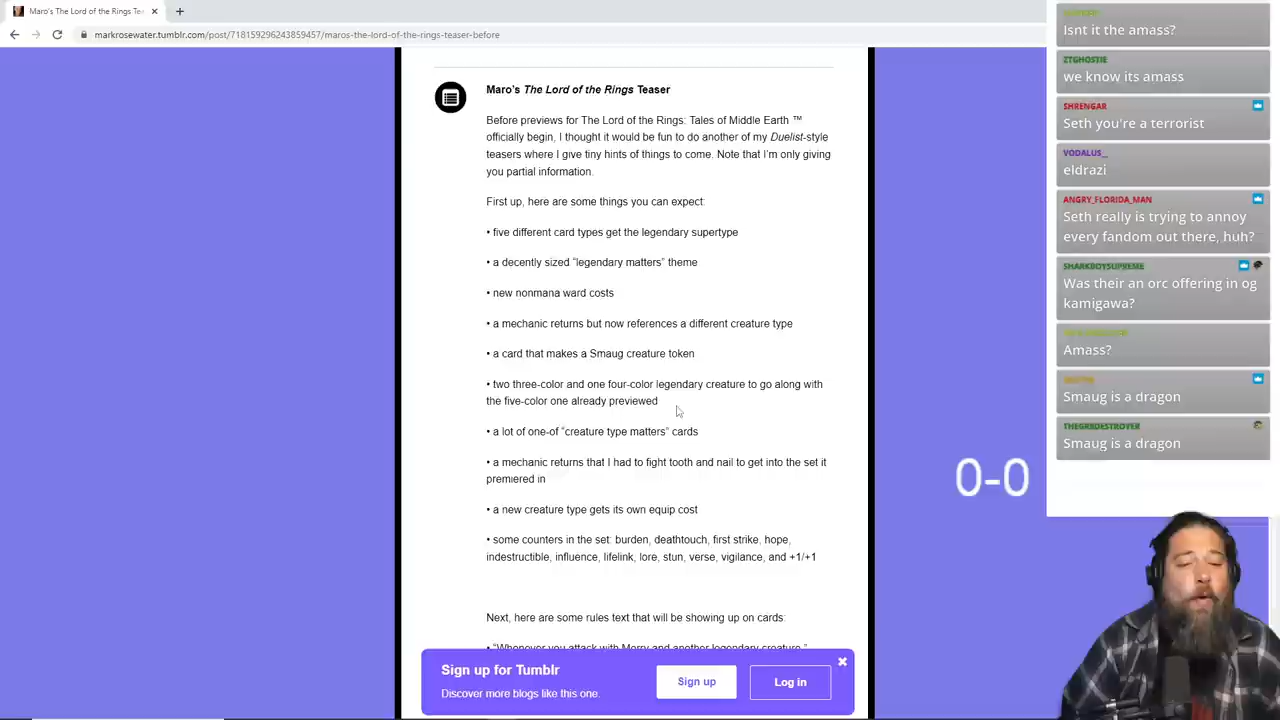 Maro's The Lord of the Rings Te
markrosewater.tumblr.com/post/718159296243859457/maros-the-lord-of-the-rings-teaser-before
Maro's The Lord of the Rings Teaser
Before previews for The Lord of the Rings: Tales of Middle Earth ™
officially begin, I thought it would be fun to do another of my Duelist-style
teasers where I give tiny hints of things to come. Note that I'm only giving
you partial information.
First up, here are some things you can expect:
• five different card types get the legendary supertype
• a decently sized “legendary matters” theme
• new nonmana ward costs
• a mechanic returns but now references a different creature type
• a card that makes a Smaug creature token
• two three-color and one four-color legendary creature to go along with
the five-color one already previewed
• a lot of one-of “creature type matters” cards
• a mechanic returns that I had to fight tooth and nail to get into the set it
premiered in
• a new creature type gets its own equip cost
• some counters in the set: burden, deathtouch, first strike, hope,
indestructible, influence, lifelink, lore, stun, verse, vigilance, and +1/+1
Next, here are some rules text that will be showing up on cards:
• “Whenever you attack with Merry and another legendary creature,”
Sign up for Tumblr
Discover more blogs like this one.
Sign up
Log in
Isnt it the amass?
ZTGHOSTIE
we know its amass
SHRENGAR
Seth you're a terrorist
VODALUS_
eldrazi
ANGRY_FLORIDA_MAN
Seth really is trying to annoy
every fandom out there, huh?
SHARKBOYSUPREME
Was their an orc offering in og
kamigawa?
Amass?
Smaug is a dragon
THEGR8DESTROYER
Smaug is a dragon
0-0